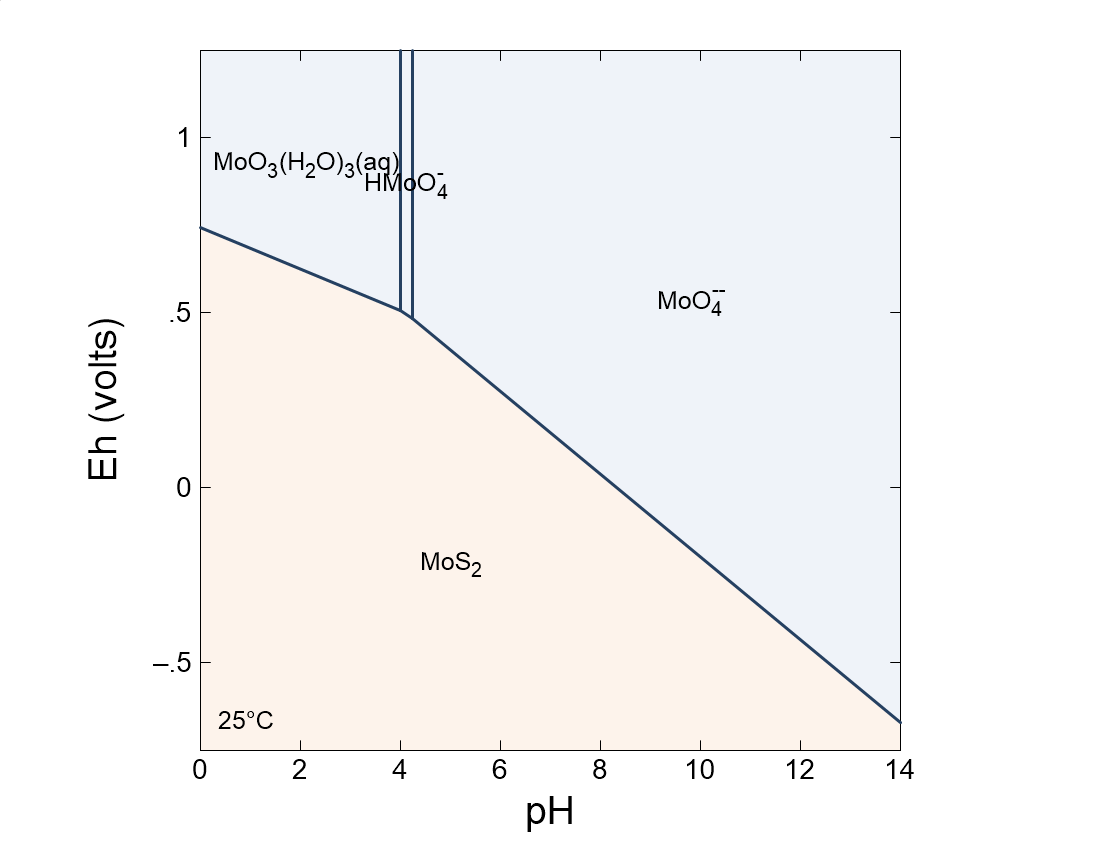 1
MoO3(H2O)3(aq)
HMoO4-
MoO4--
.5
Eh (volts)
0
MoS2
–.5
25°C
0 2 4 6 8 10 12 14
pH